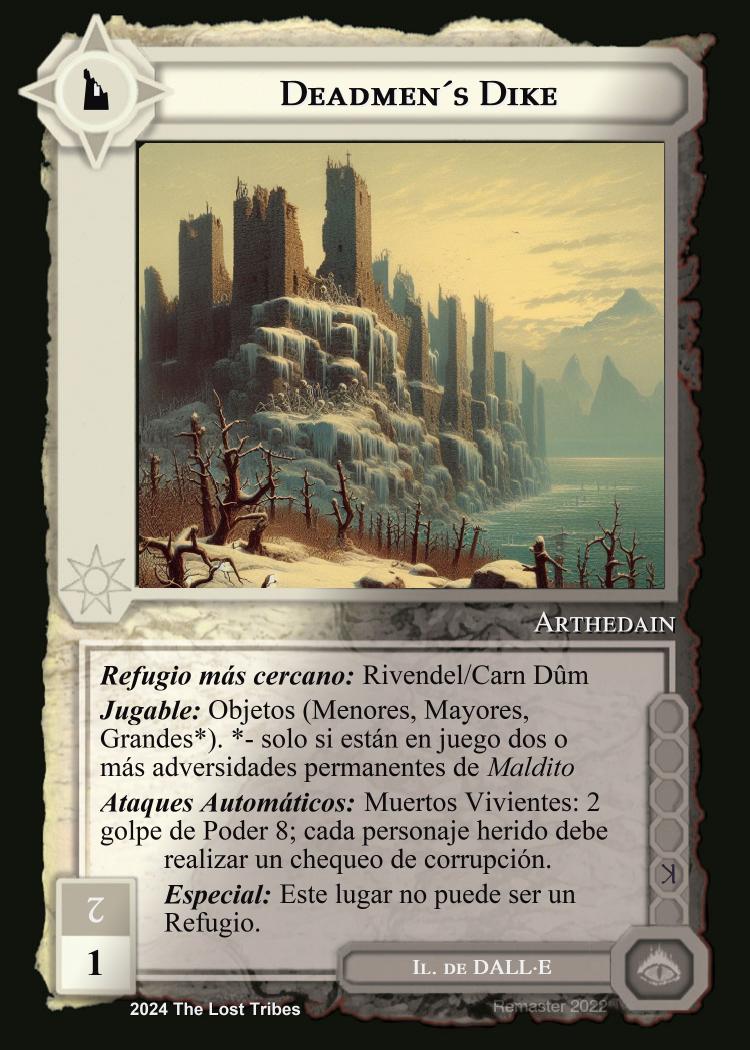 DEADMEN´S DIKE
ARTHEDAIN
Refugio más cercano: Rivendel/Carn Dûm
Jugable: Objetos (Menores, Mayores,
Grandes*). *- solo si están en juego dos o
más adversidades permanentes de Maldito
Ataques Automáticos: Muertos Vivientes: 2
golpe de Poder 8; cada personaje herido debe
realizar un chequeo de corrupción.
Especial: Este lugar no puede ser un
Refugio.
2
1
IL. DE DALL·E
2024 The Lost Tribes
Remaster 2022